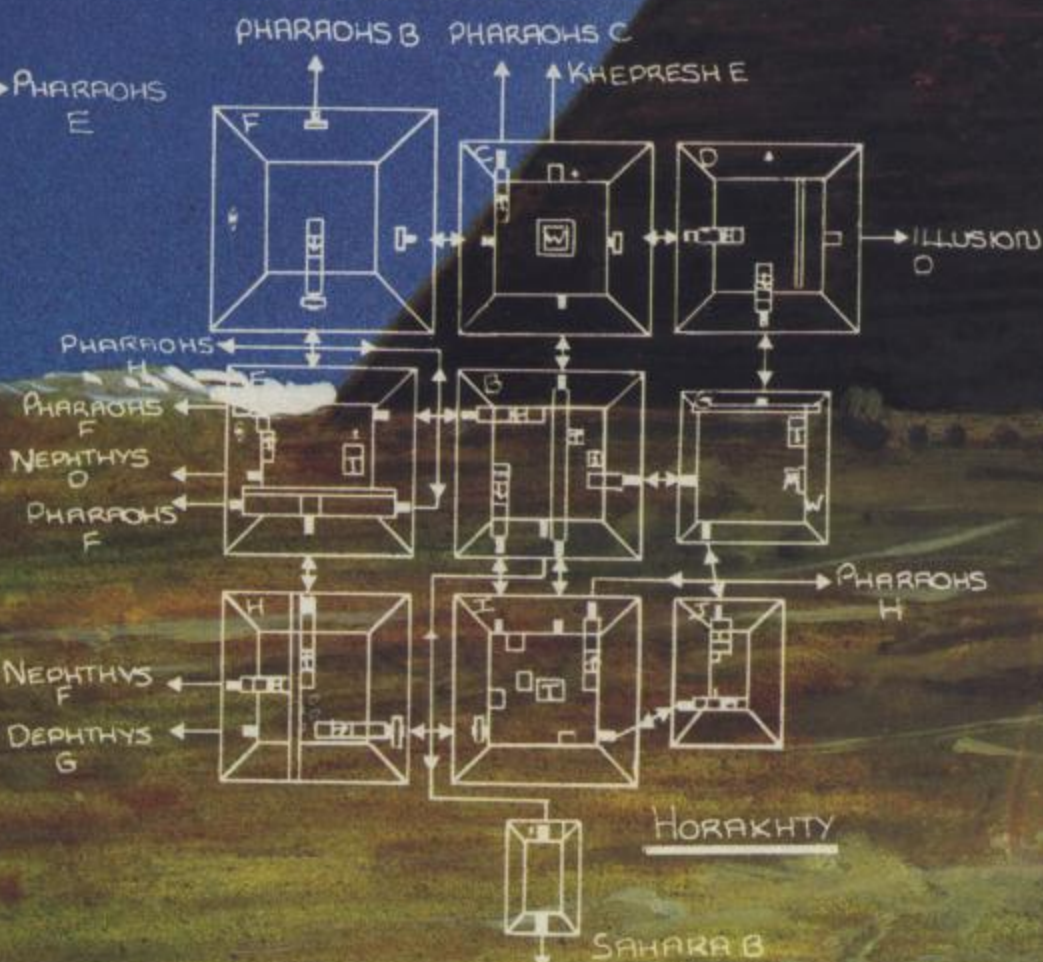 PHARAOHS B PHARAOHS C
KHEPRESH E
PHARAOHS
E
F C D
ILLUSION
O
PHARAOHS
H
E B G
PHARAOHS
F
NEPHTHYS
O
PHARAOHS
F
T T
M
W
PHARAOHS
H
H I J
NEPHTHYS
F
T
DEPHTHYS
G
HORAKHTY
SAHARA B